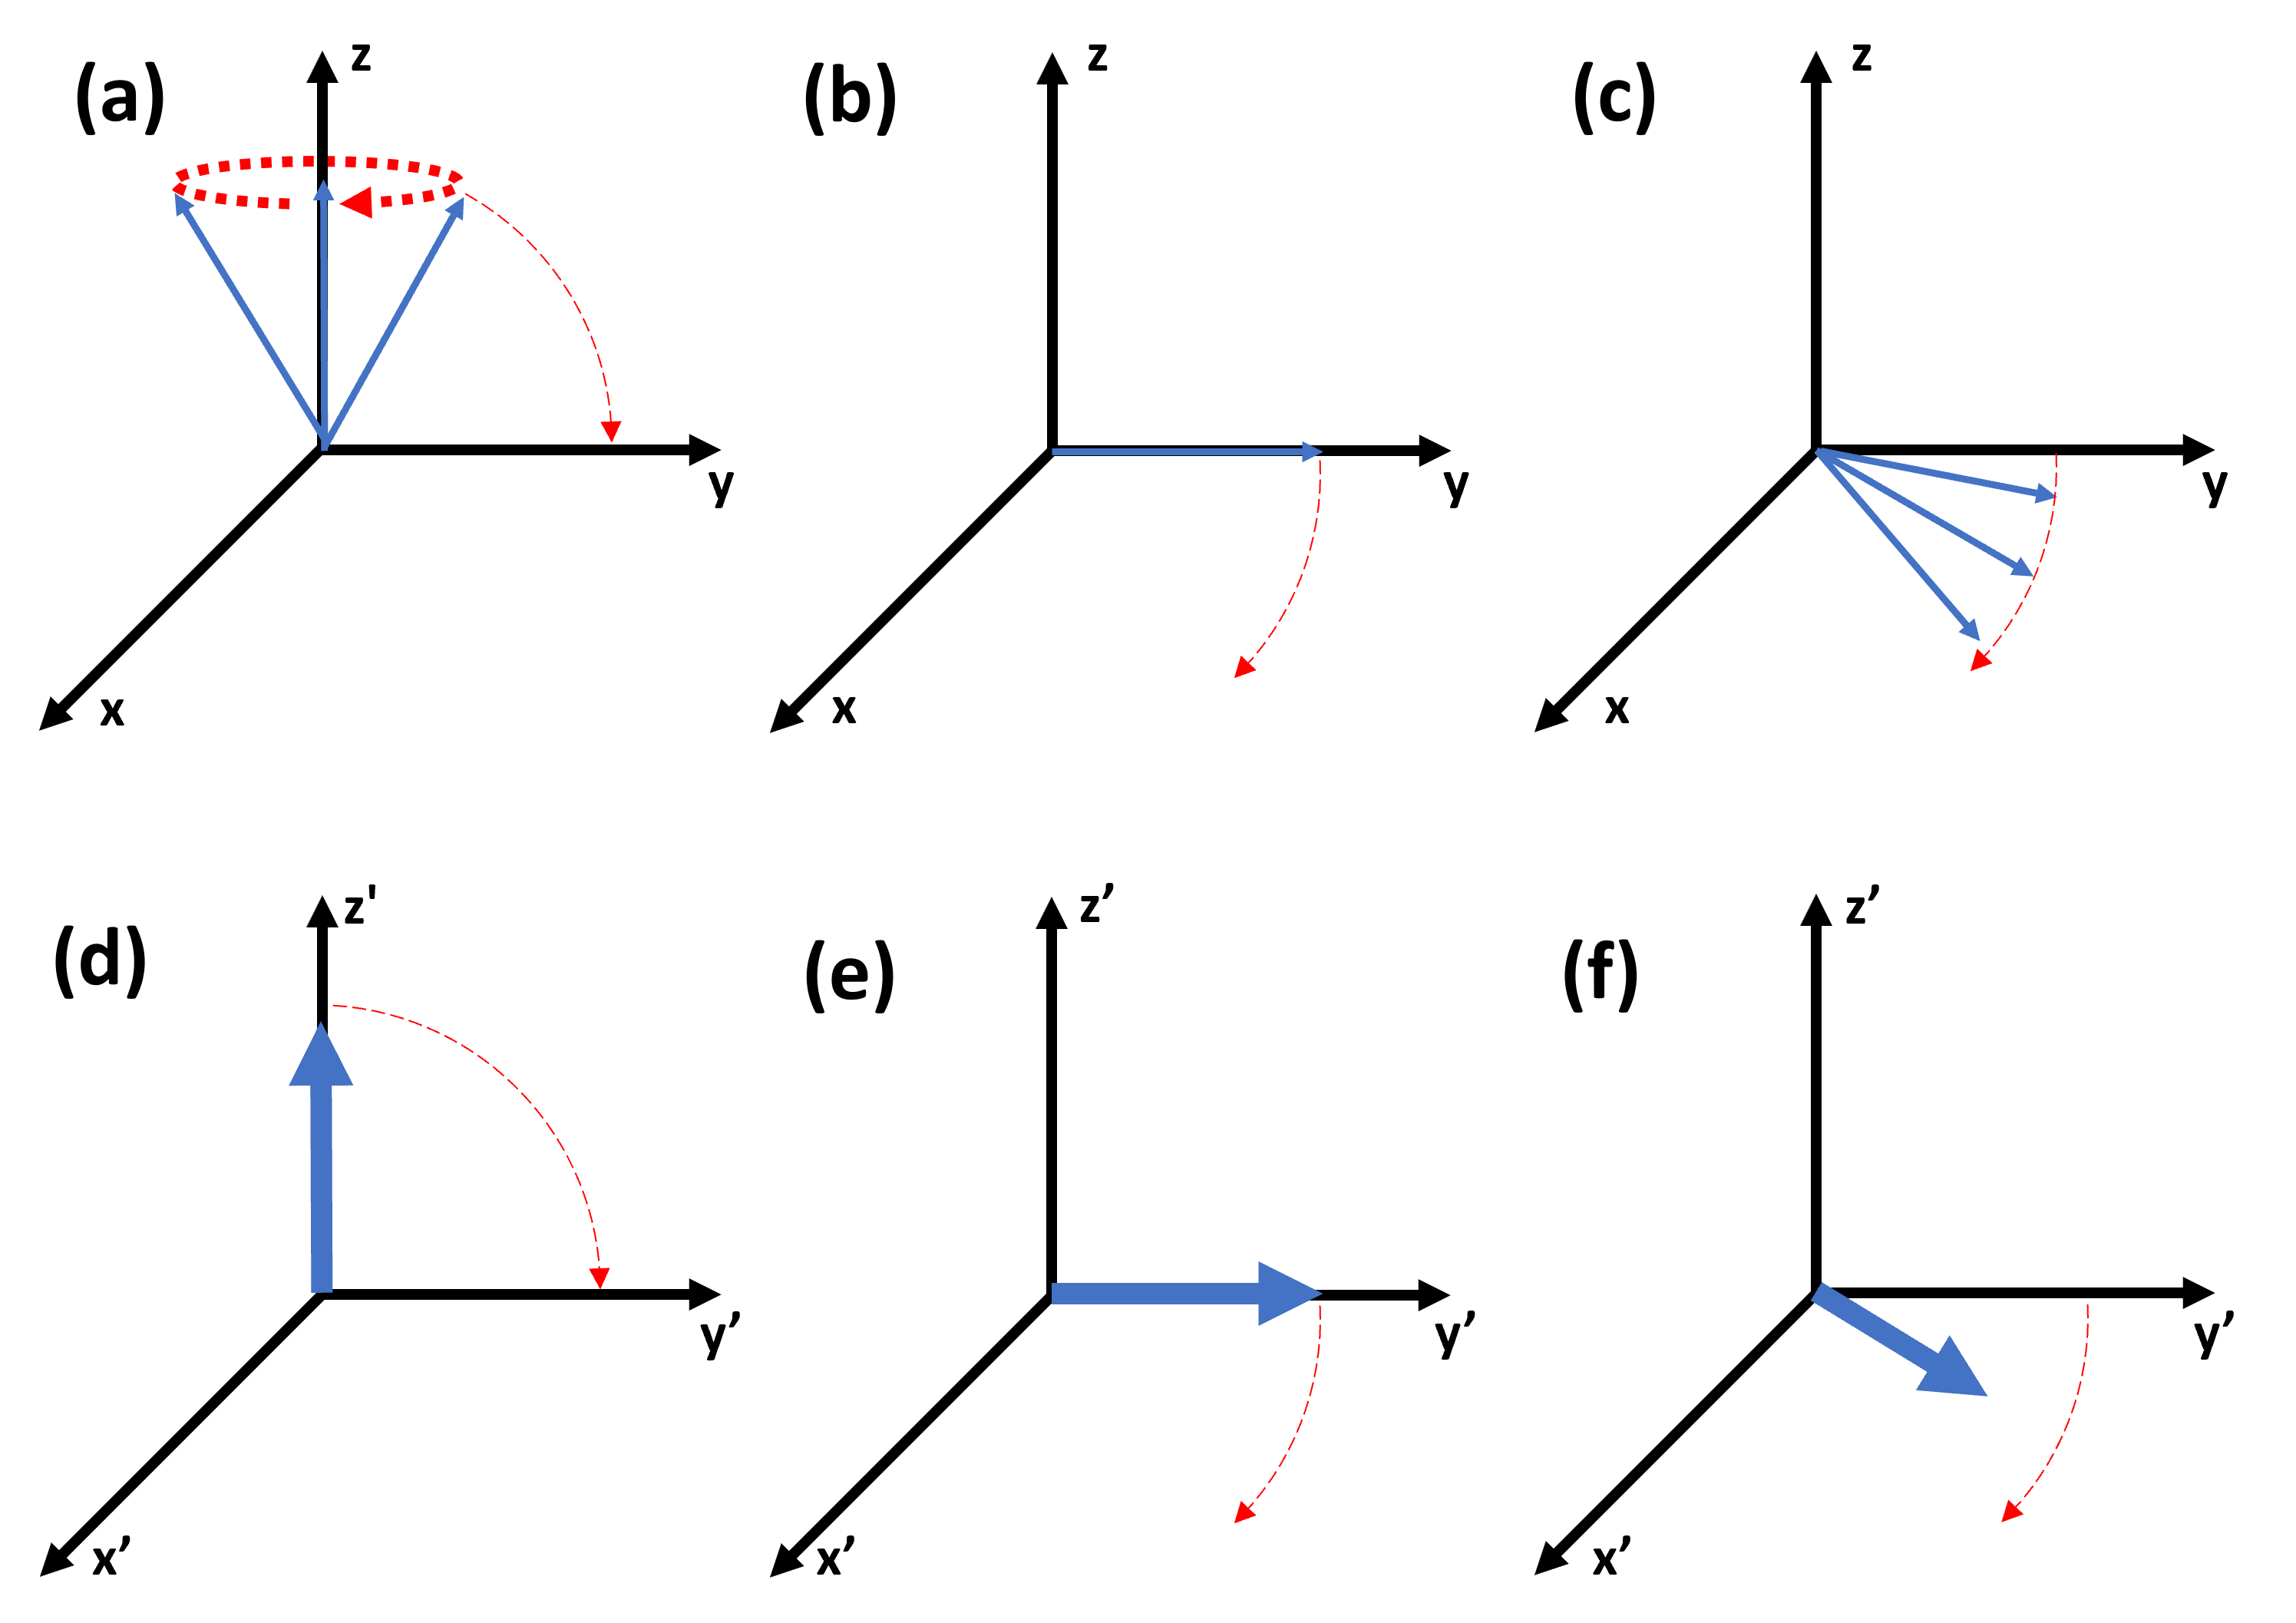 (a) z
y
x
(b) z
y
x
(c) z
y
x
(d) z'
y’
x’
(e) z’
y’
x’
(f) z’
y’
x’